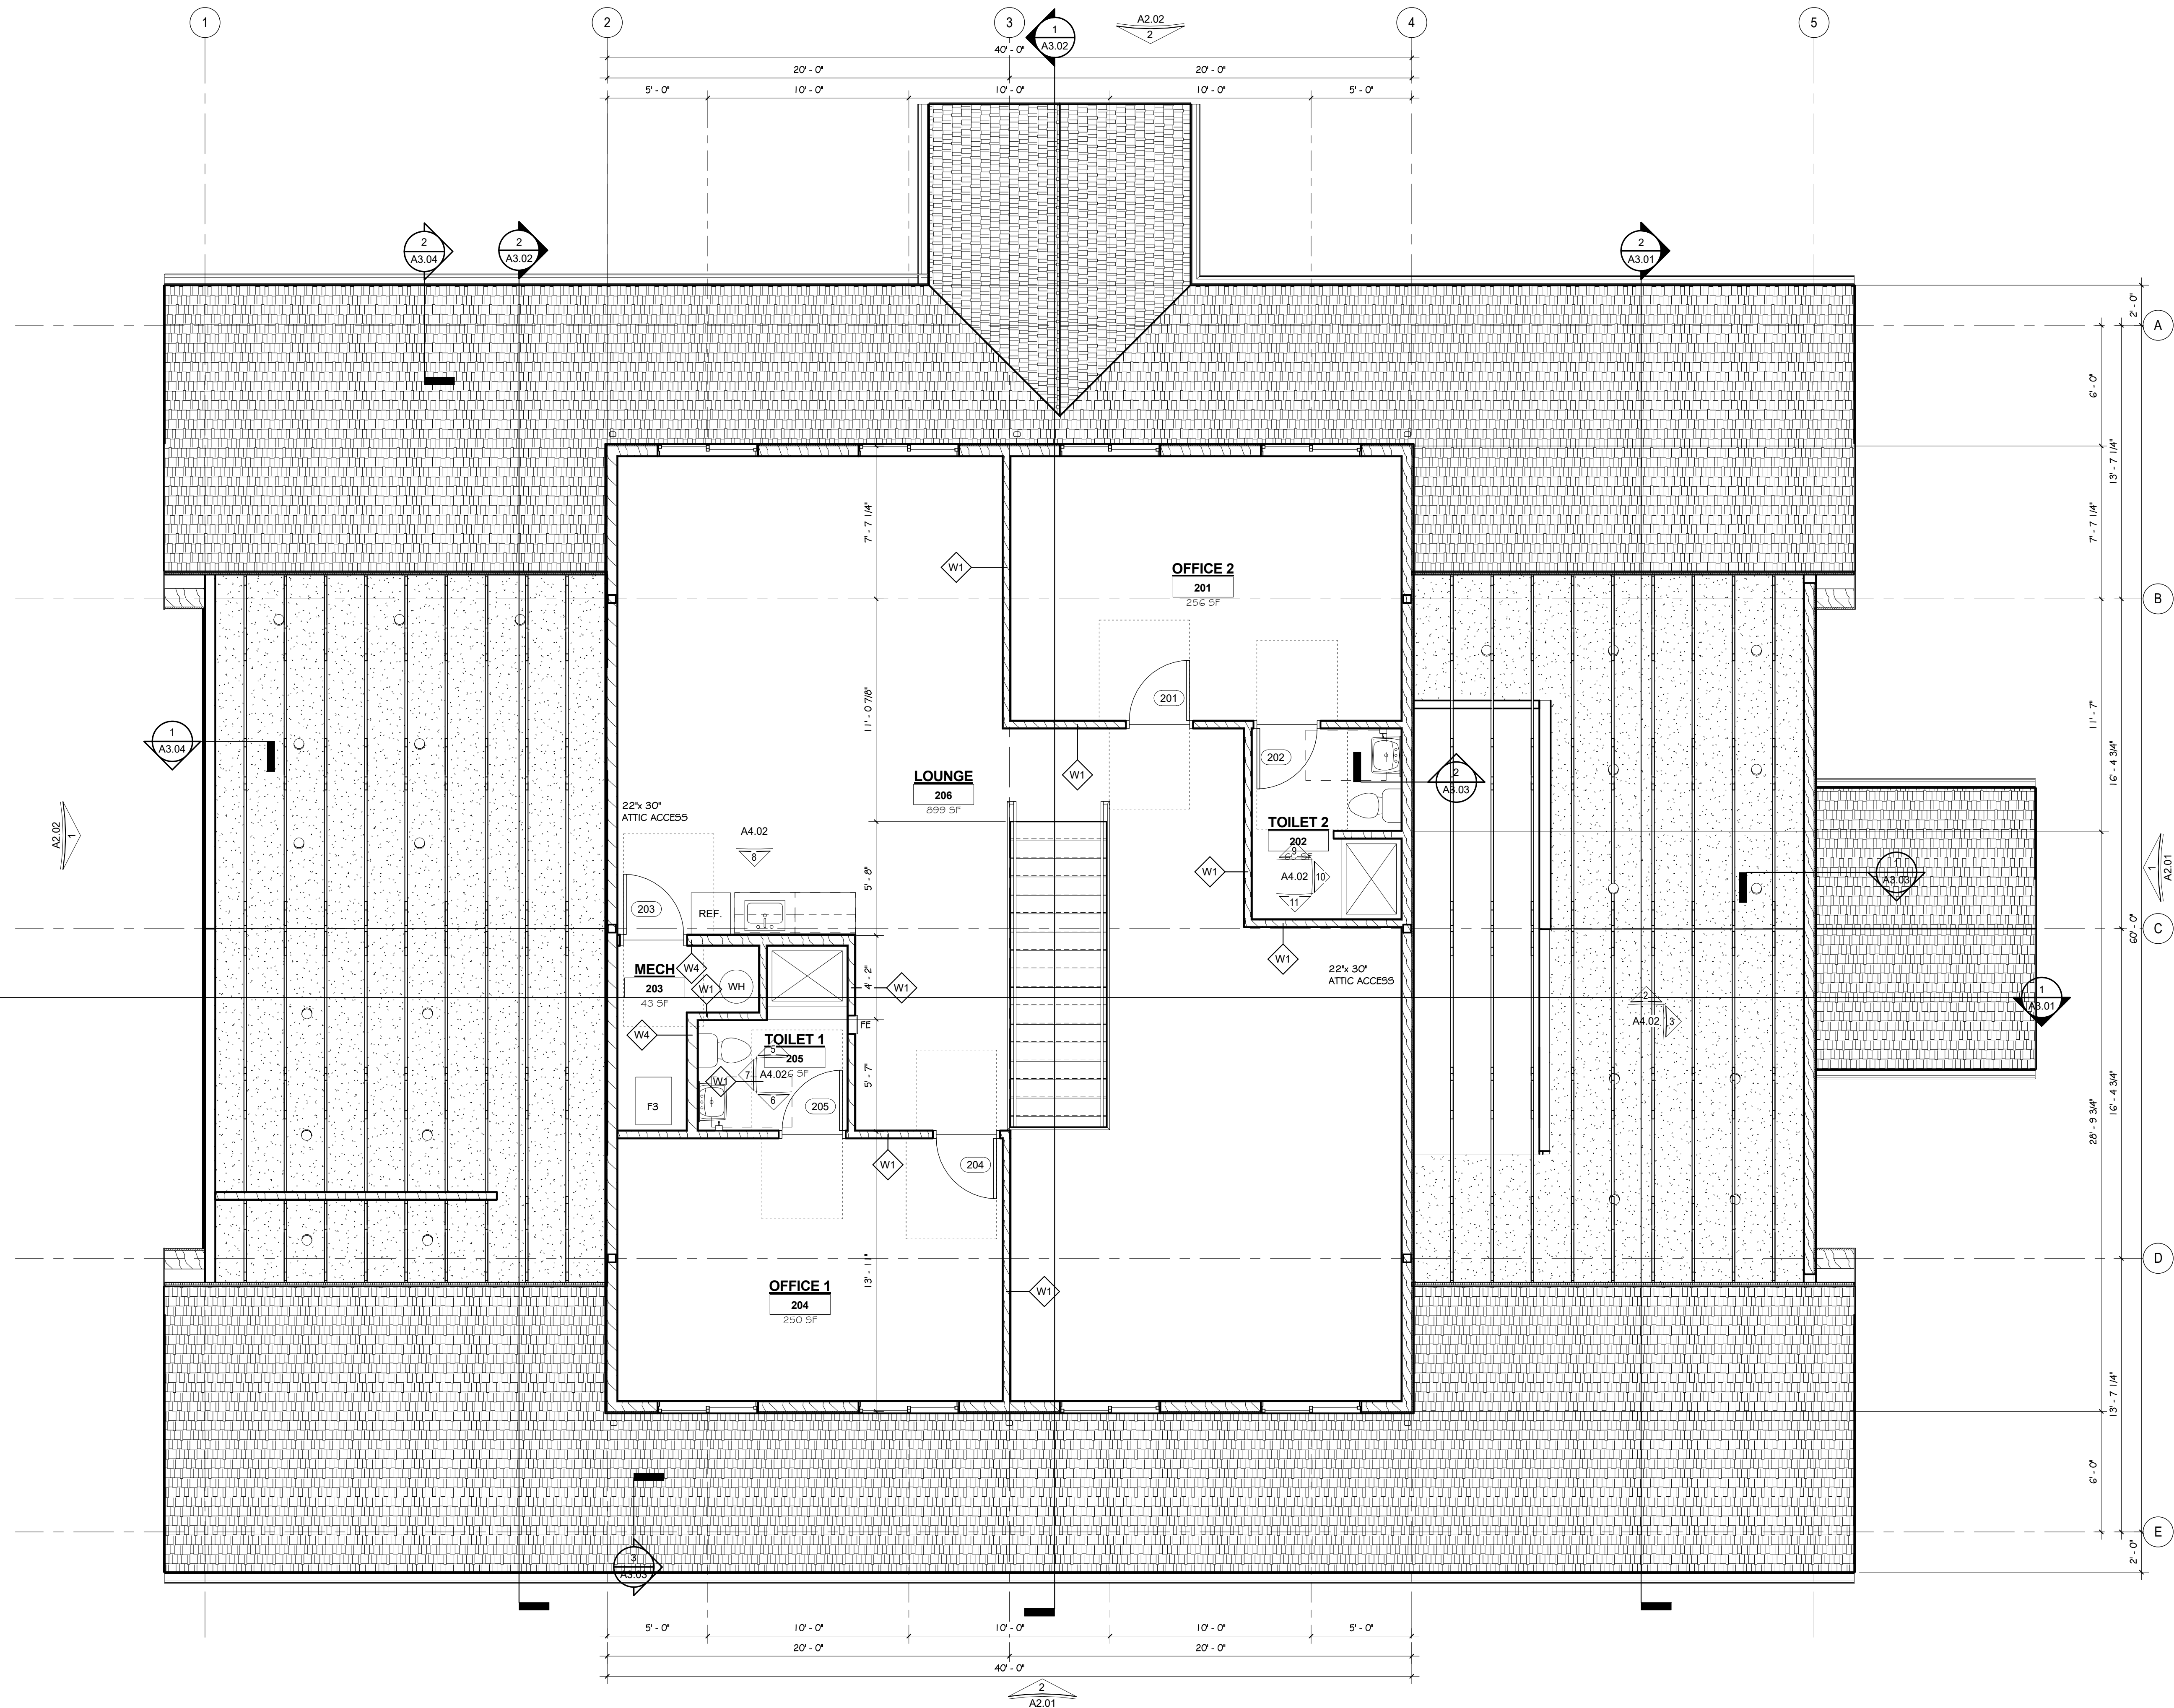 1
2
3
4
5
1
A3.02
A2.02
2
40' - 0"
20' - 0"
20' - 0"
5' - 0"
10' - 0"
10' - 0"
10' - 0"
5' - 0"
2
A3.04
2
A3.02
2
A3.01
2' - 0"
A
6' - 0"
13' - 7 1/4"
7' - 7 1/4"
7' - 7 1/4"
W1
OFFICE 2
201
256 SF
B
201
11' - 0 7/8"
11' - 7"
16' - 4 3/4"
1
A3.04
202
2
A3.03
W1
LOUNGE
206
899 SF
22"x 30"
ATTIC ACCESS
A4.02
8
TOILET 2
202
9
A4.02
10
11
W1
A2.02
1
1
A2.01
1
A3.03
5' - 8"
203
REF.
C
60' - 0"
W1
22"x 30"
ATTIC ACCESS
MECH
203
43 SF
W4
W1
WH
4' - 2"
W1
1
A3.01
2
A4.02
3
W4
FE
TOILET 1
205
5
7
A4.02
6 SF
6
W1
5' - 7"
F3
205
16' - 4 3/4"
28' - 9 3/4"
W1
204
D
13' - 11"
OFFICE 1
204
250 SF
W1
13' - 7 1/4"
6' - 0"
E
2' - 0"
3
A3.03
5' - 0"
10' - 0"
10' - 0"
10' - 0"
5' - 0"
20' - 0"
20' - 0"
40' - 0"
2
A2.01